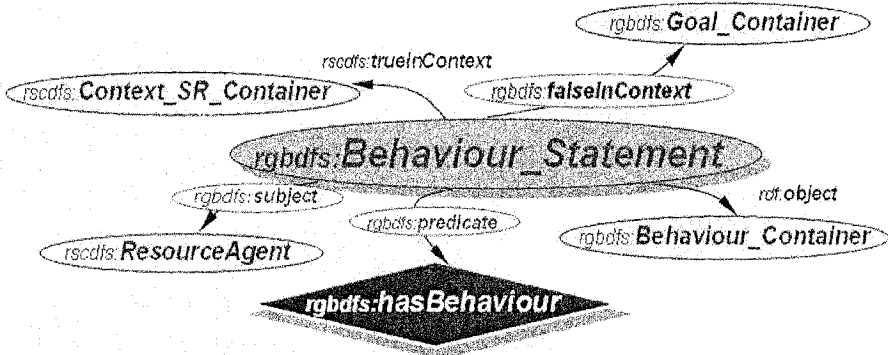 rgbdfs:Goal_Container
rscdfs:trueInContext
rscdfs:Context_SR_Container
rgbdfs:falseInContext
rgbdfs:Behaviour_Statement
rgbdfs:subject
rdf:object
rgbdfs:predicate
rscdfs:ResourceAgent
rgbdfs:Behaviour_Container
rgbdfs:hasBehaviour